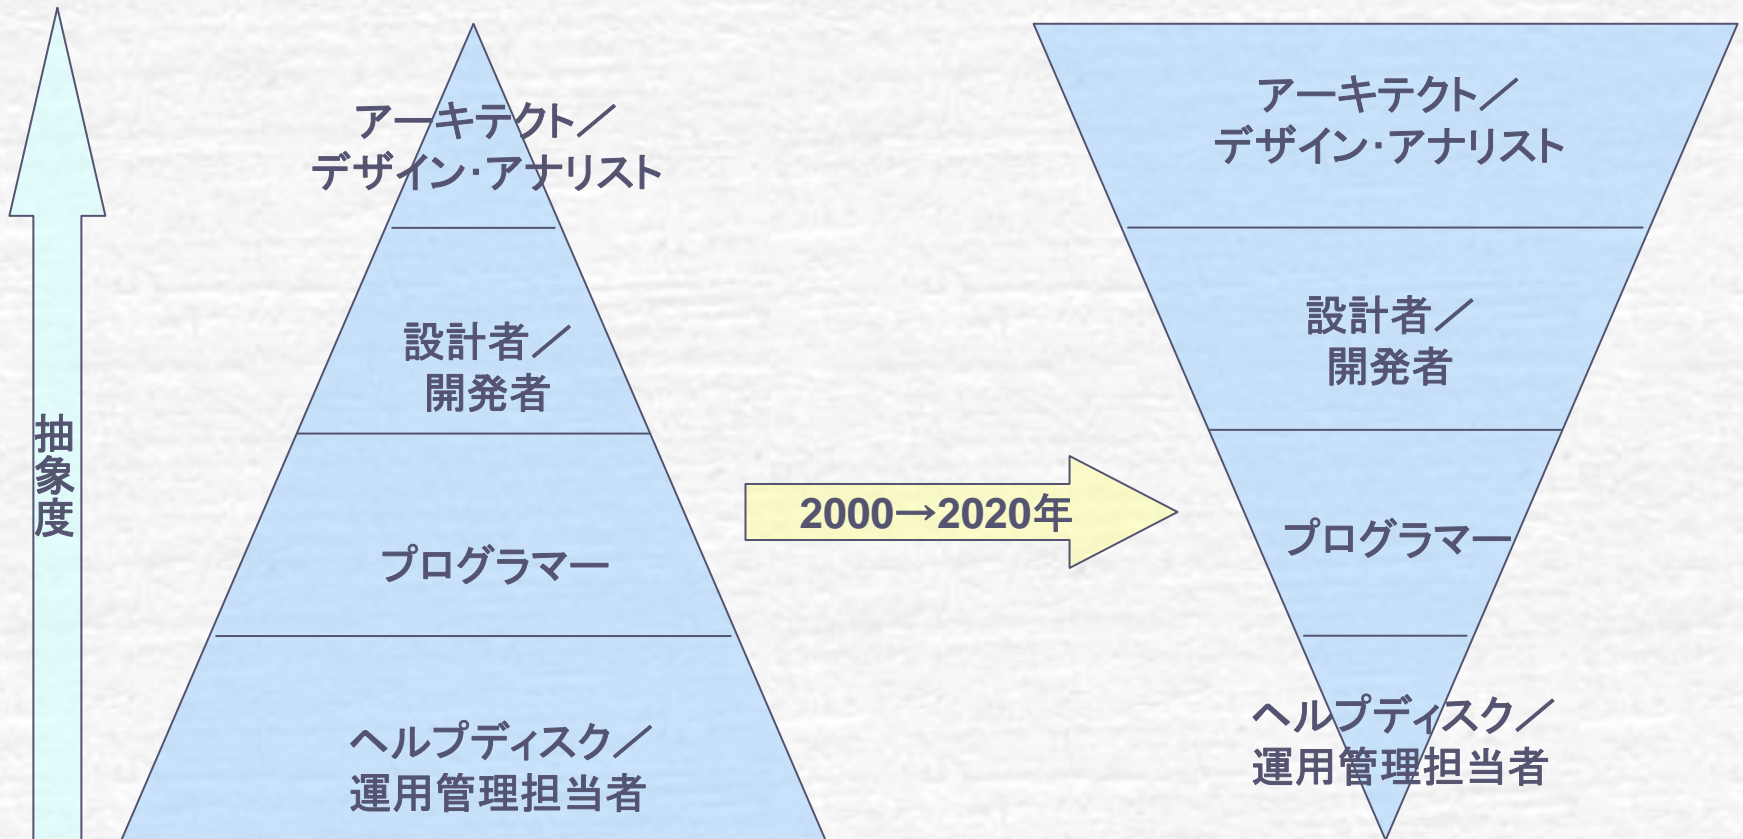 抽象度
アーキテクト／
デザイン・アナリスト
設計者／
開発者
プログラマー
ヘルプディスク／
運用管理担当者
2000→2020年
アーキテクト／
デザイン・アナリスト
設計者／
開発者
プログラマー
ヘルプディスク／
運用管理担当者